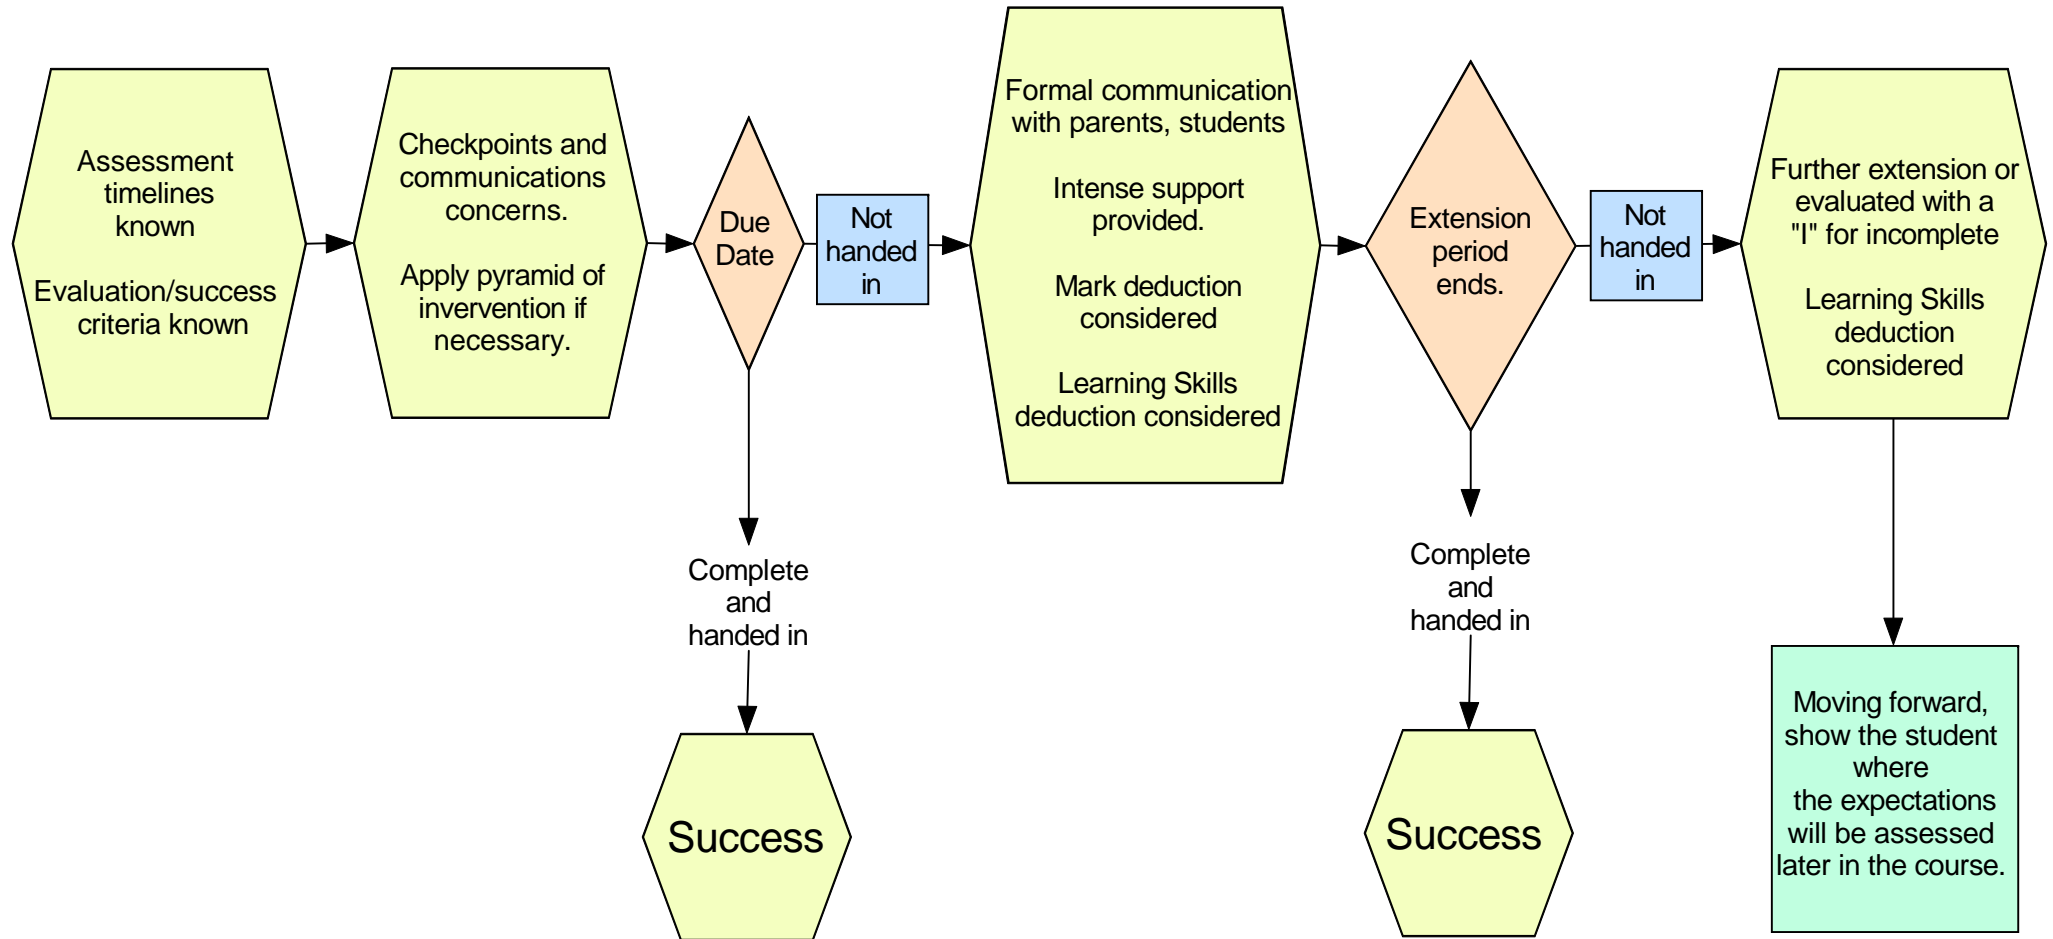 Assessment
timelines
known
Evaluation/success
criteria known
Checkpoints and
communications
concerns.
Apply pyramid of
invervention if
necessary.
Due
Date
Not
handed
in
Formal communication
with parents, students
Intense support
provided.
Mark deduction
considered
Learning Skills
deduction considered
Extension
period
ends.
Not
handed
in
Further extension or
evaluated with a
"I" for incomplete
Learning Skills
deduction
considered
Complete
and
handed in
Success
Complete
and
handed in
Success
Moving forward,
show the student
where
the expectations
will be assessed
later in the course.